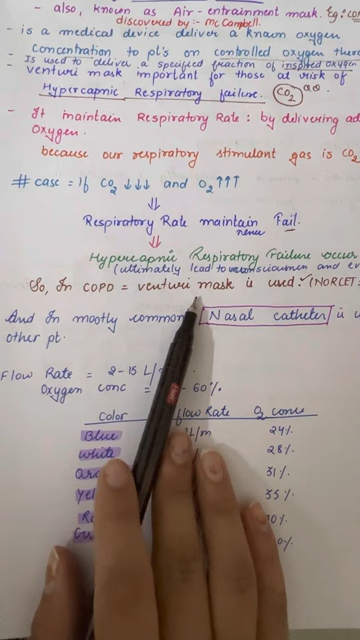 - also, known as Air-entrainment mask. Eg:
discovered by :- Mc Campbell.
- is a medical device deliver a known oxygen
Concentration to pt's on controlled oxygen
- Is used to deliver a specified fraction of inspired oxygen
- Venturi mask important for those at risk of
Hypercapnic Respiratory failure. CO2
- It maintain Respiratory Rate : by delivering
Oxygen.
because our respiratory stimulant gas is CO2
# case = If CO2 ↓↓↓ and O2 ↑↑↑
⇓
Respiratory Rate maintain Fail.
⇓
Hypercapnic Respiratory Failure occur
(ultimately lead to and
So, In COPD = venturi mask is used. (NORCET
And In mostly common Nasal catheter is
other pt.
Flow Rate = 2-15 L/
Oxygen conc = - 60%.
Color flow Rate O2 conc
Blue L/m 24%
White 28%
31%
35%